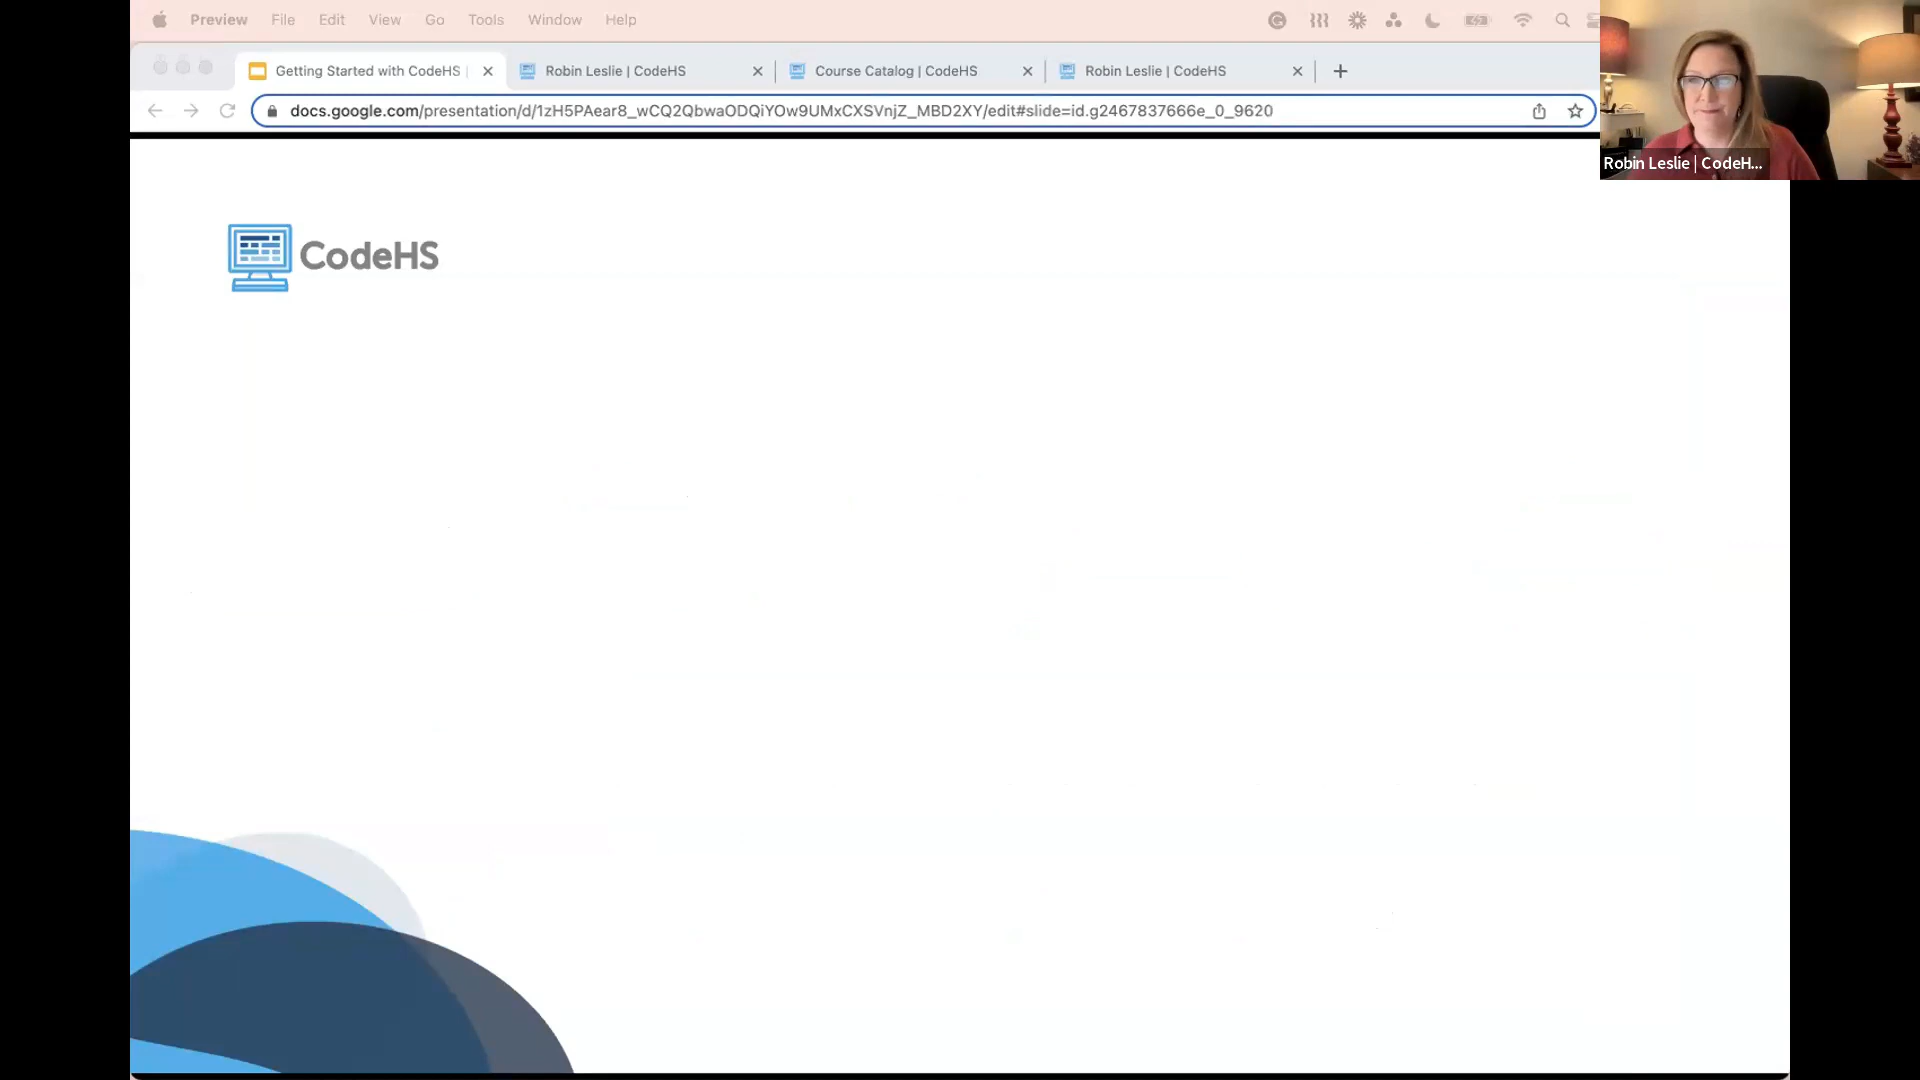 Preview File Edit View Go Tools Window Help
Getting Started with CodeHS | Robin Leslie | CodeHS Course Catalog | CodeHS Robin Leslie | CodeHS
docs.google.com/presentation/d/1zH5PAear8_wCQ2QbwaODQiYOw9UMxCXSVnjZ_MBD2XY/edit#slide=id.g2467837666e_0_9620
Robin Leslie | CodeH...
CodeHS